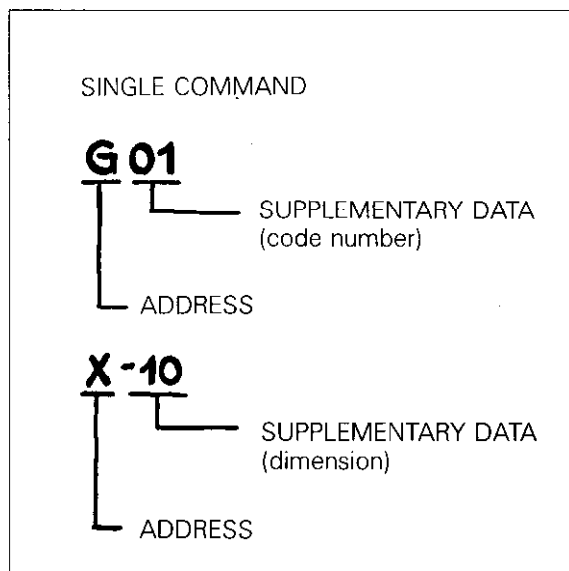 SINGLE COMMAND
G 01
SUPPLEMENTARY DATA
(code number)
ADDRESS
X -10
SUPPLEMENTARY DATA
(dimension)
ADDRESS